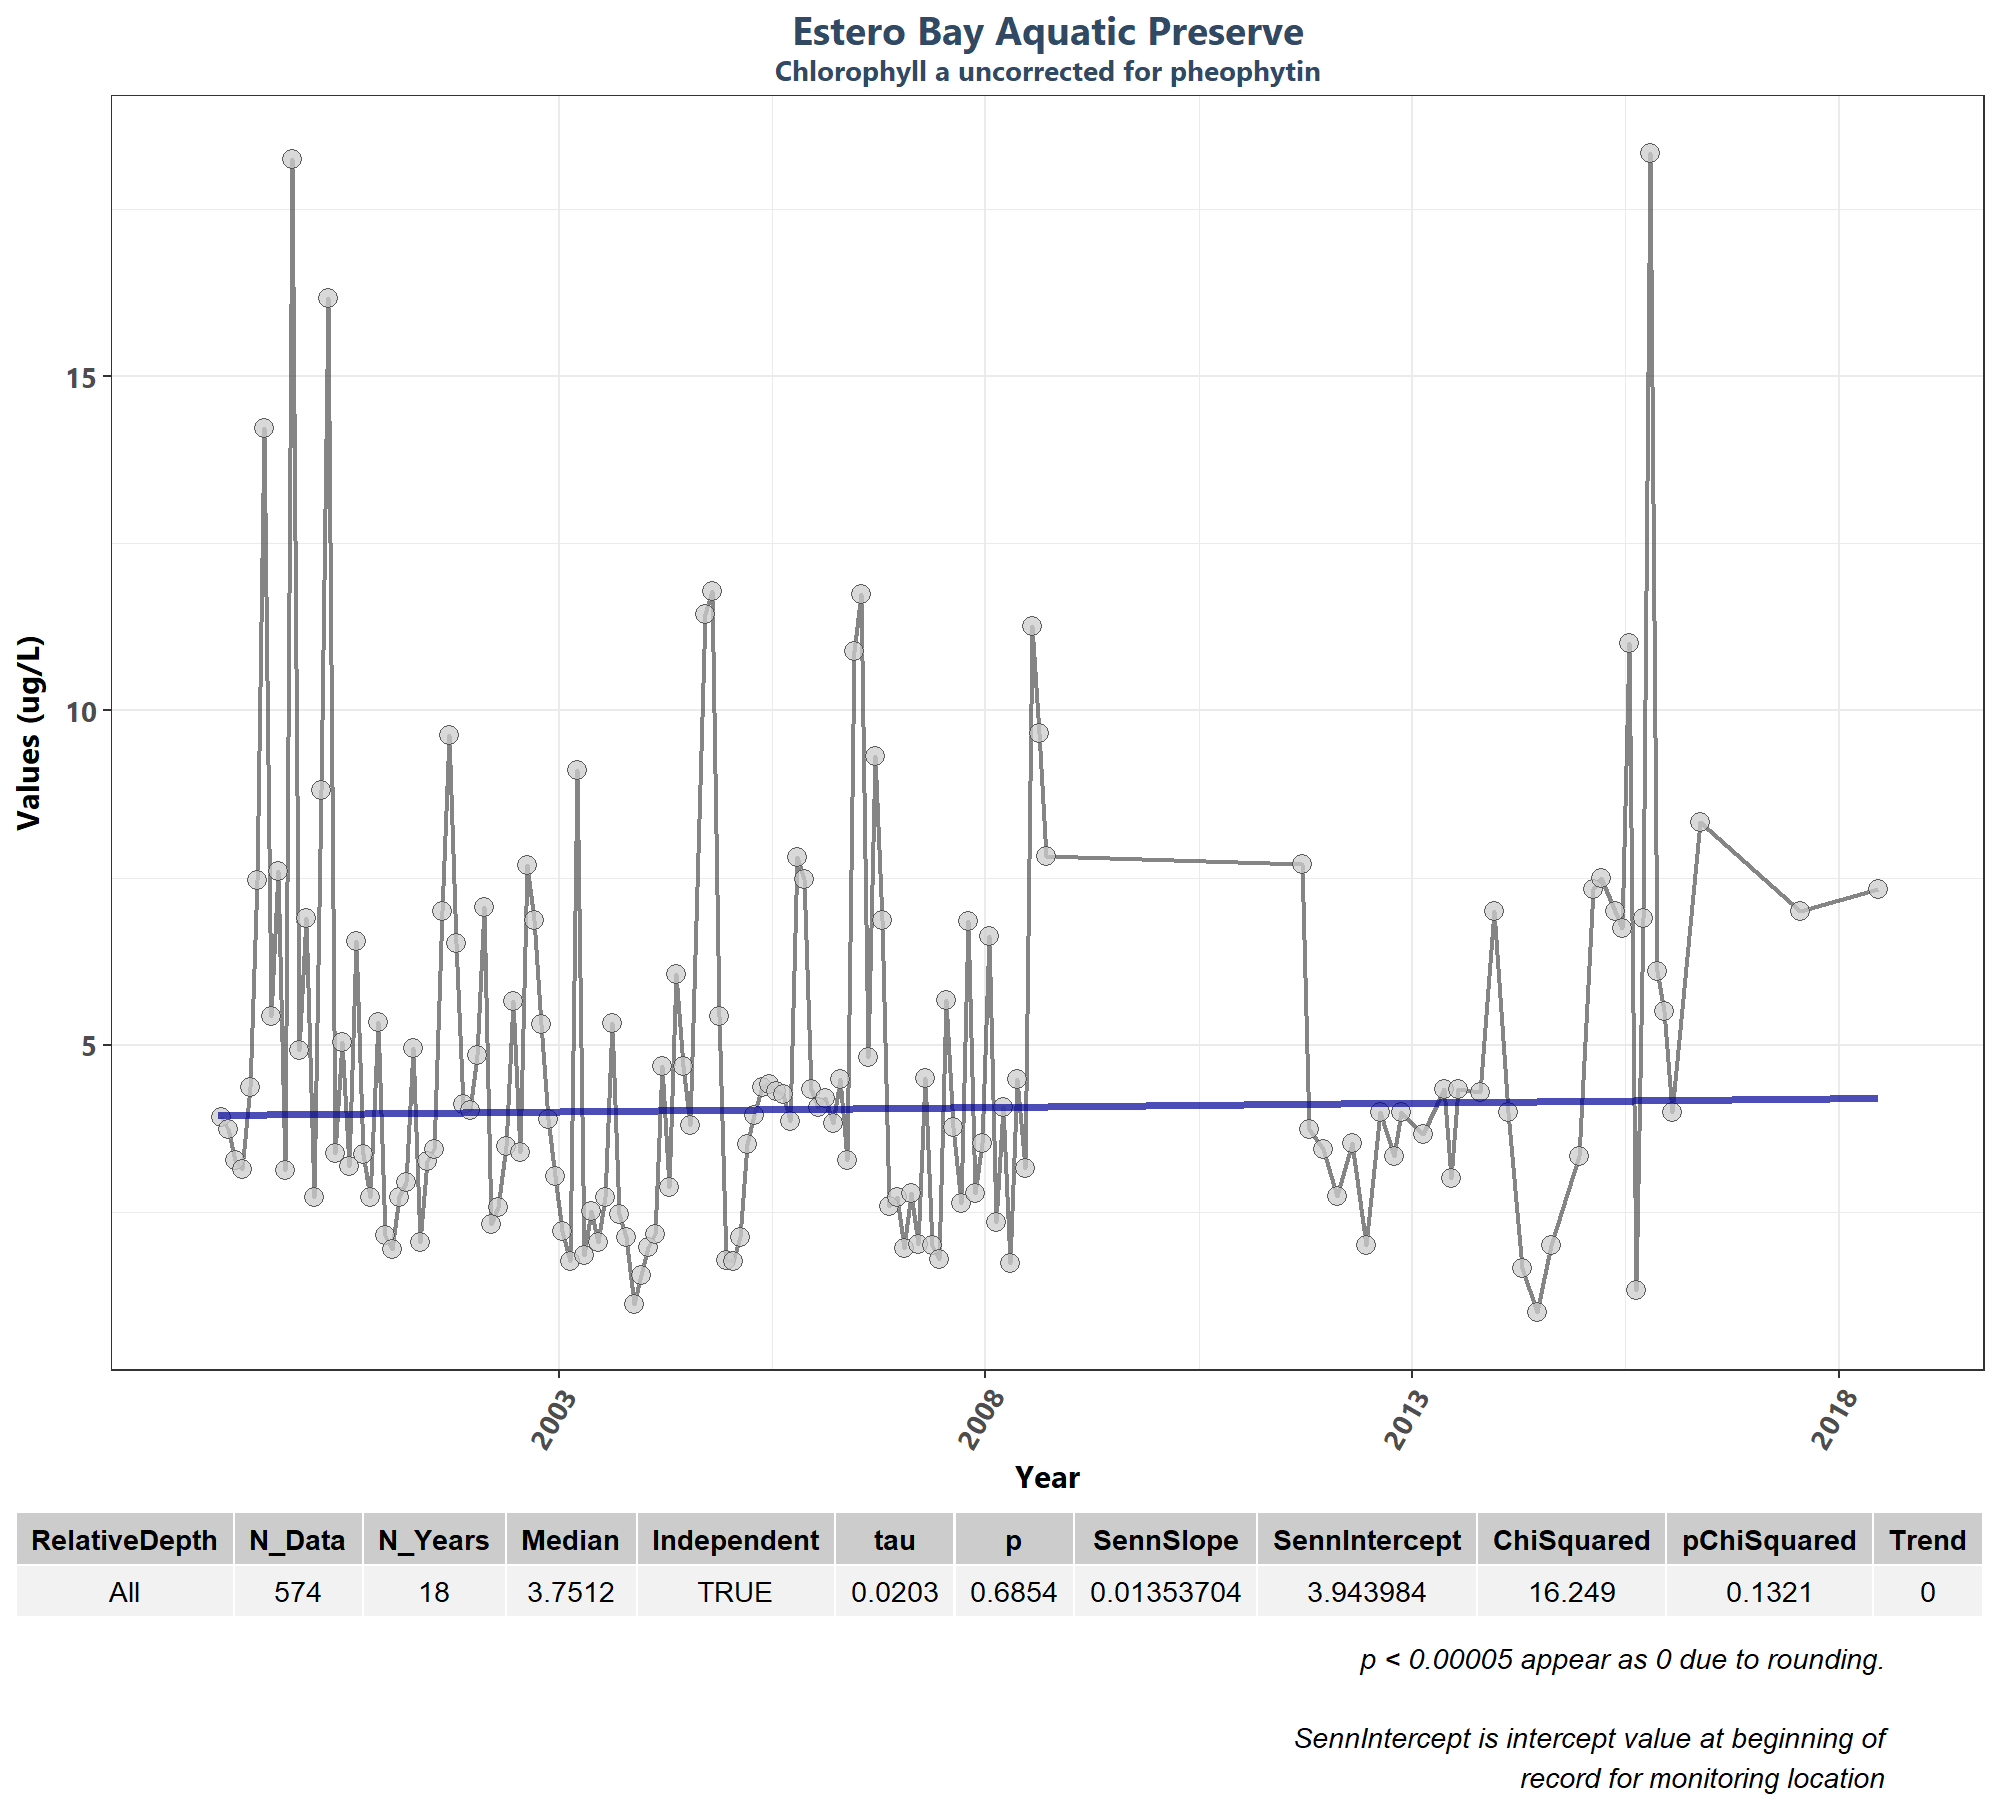 Estero Bay Aquatic Preserve
Chlorophyll a uncorrected for pheophytin
Values (ug/L)
15
10
5
2003 2008 2013 2018
Year
RelativeDepth N_Data N_Years Median Independent tau p SennSlope SennIntercept ChiSquared pChiSquared Trend
All 574 18 3.7512 TRUE 0.0203 0.6854 0.01353704 3.943984 16.249 0.1321 0
p < 0.00005 appear as 0 due to rounding.
SennIntercept is intercept value at beginning of
record for monitoring location